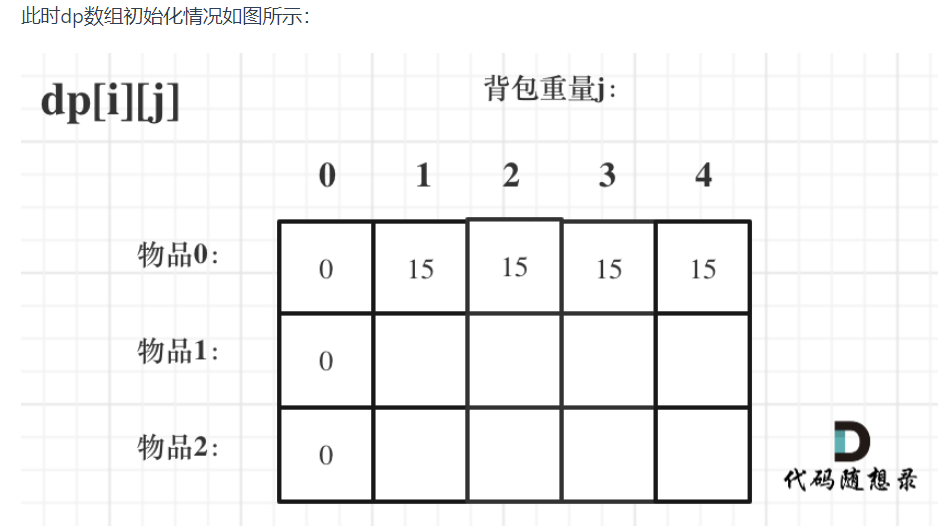 此时dp数组初始化情况如图所示：
dp[i][j]
背包重量j：
0 1 2 3 4
物品0： 0 15 15 15 15
物品1： 0
物品2： 0
代码随想录